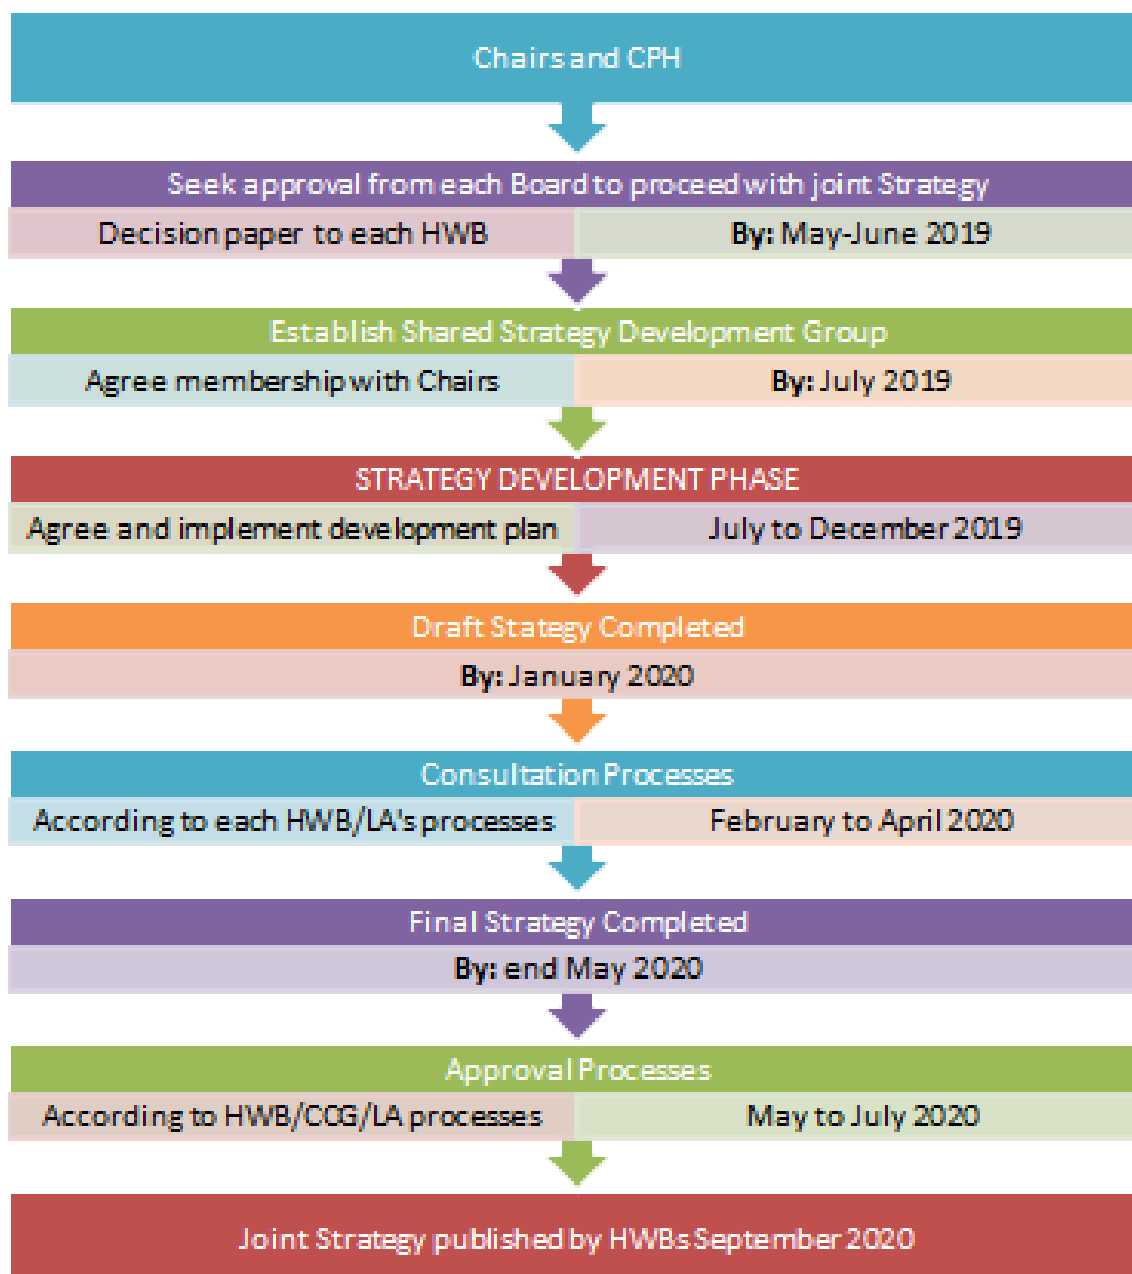 Chairs and CPH
Seek approval from each Board to proceed with joint Strategy
Decision paper to each HWB
By: May-June 2019
Establish Shared Strategy Development Group
Agree membership with Chairs
By: July 2019
STRATEGY DEVELOPMENT PHASE
Agree and implement development plan
July to December 2019
Draft Stategy Completed
By: January 2020
Consultation Processes
According to each HWB/LA's processes
February to April 2020
Final Strategy Completed
By: end May 2020
Approval Processes
According to HWB/CCG/LA processes
May to July 2020
Joint Strategy published by HWBs September 2020